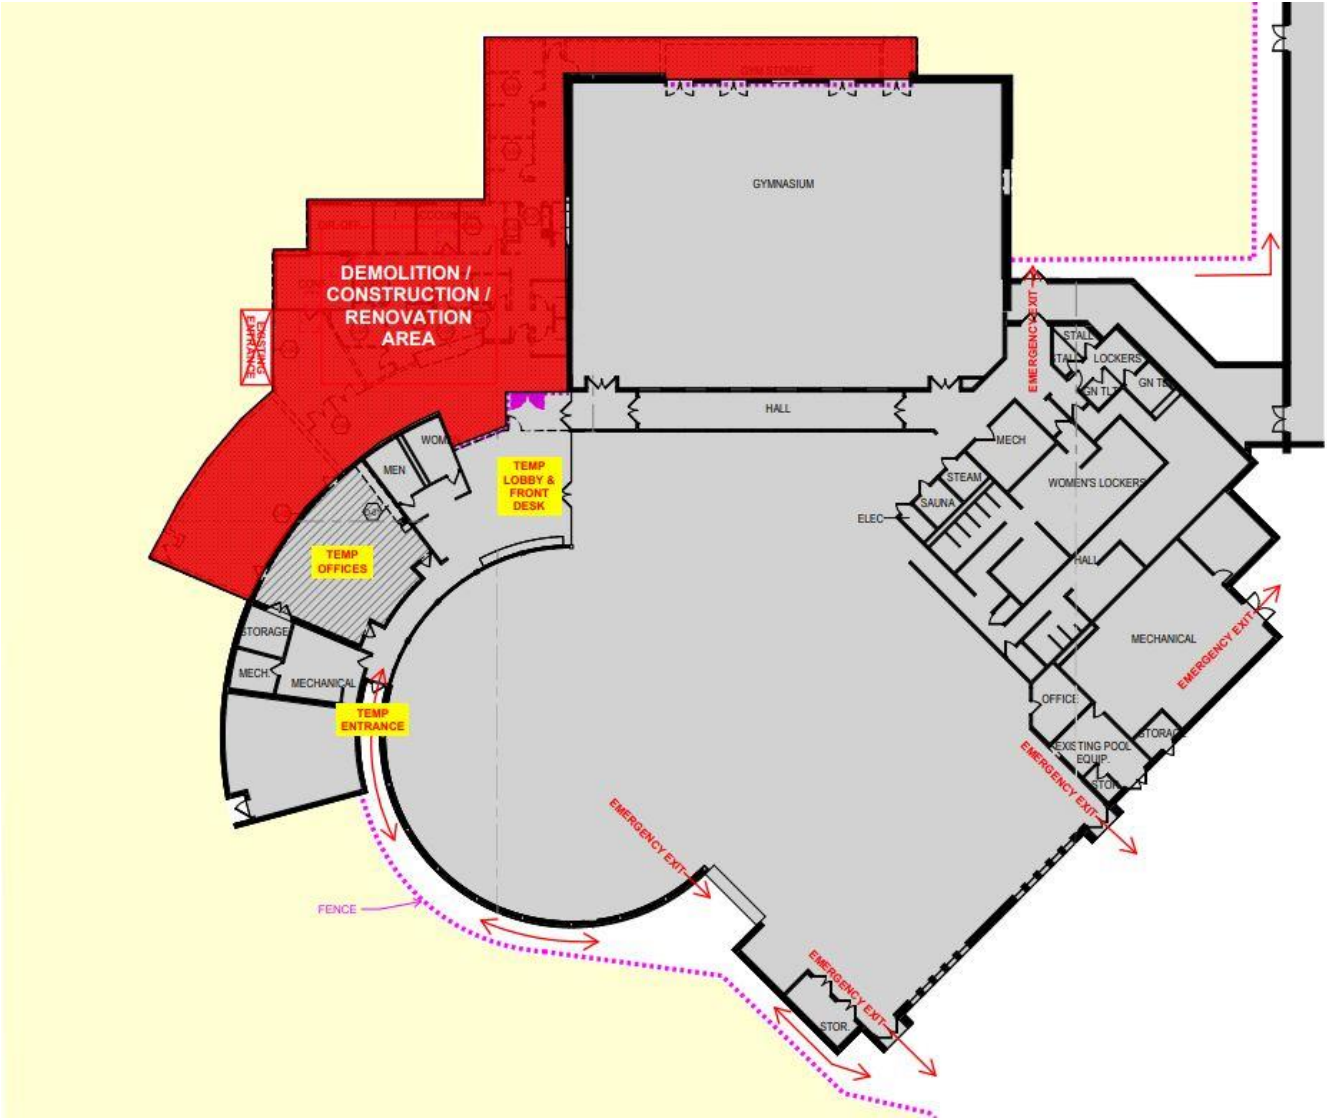 GYM STORAGE
GYMNASIUM
DEMOLITION /
CONSTRUCTION /
RENOVATION
AREA
EXISTING
ENTRANCE
EMERGENCY EXIT
STALL
STALL
LOCKERS
GN TLT
GN TL
HALL
WOM
MEN
MECH
TEMP
LOBBY &
FRONT
DESK
STEAM
WOMEN'S LOCKERS
SAUNA
ELEC
TEMP
OFFICES
HALL
STORAGE
MECHANICAL
EMERGENCY EXIT
MECH.
MECHANICAL
OFFICE
TEMP
ENTRANCE
STORAG
EXISTING POOL
EQUIP.
STOR.
EMERGENCY EXIT
EMERGENCY EXIT
FENCE
EMERGENCY EXIT
STOR.